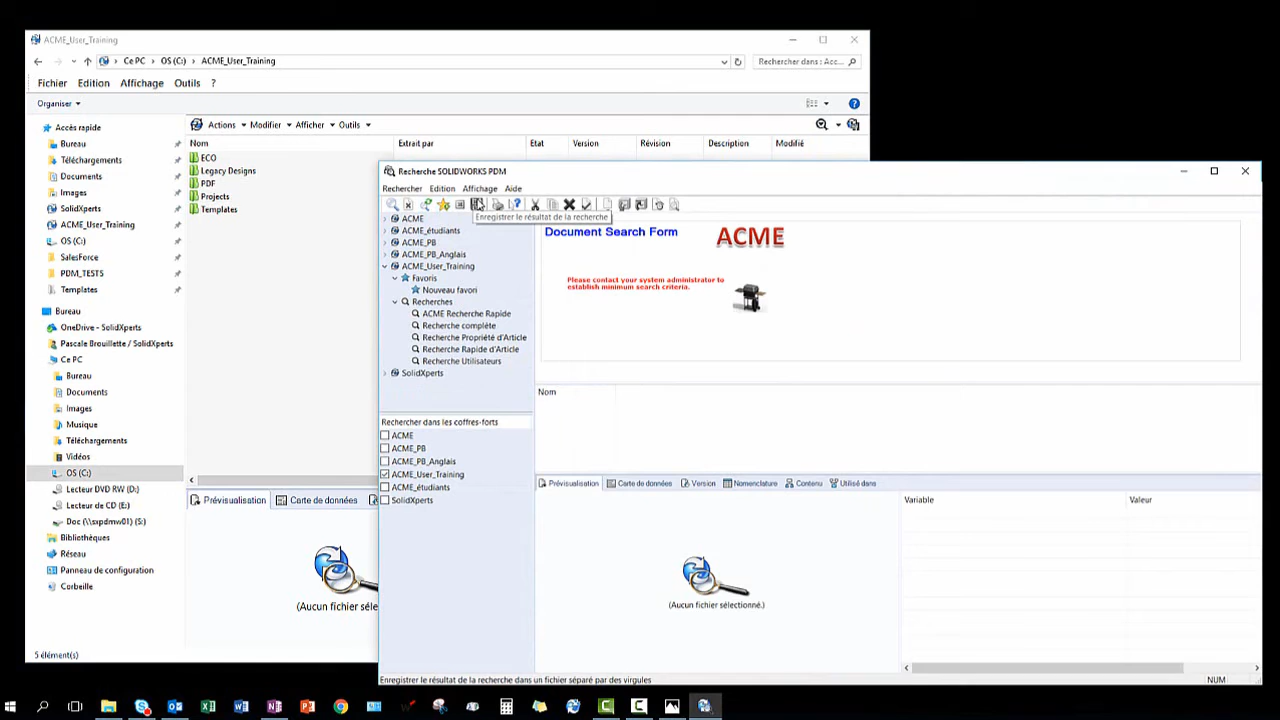 ACME_User_Training
Ce PC > OS (C:) > ACME_User_Training
Rechercher dans : Acc...
Fichier Edition Affichage Outils ?
Organiser
Actions Modifier Afficher Outils
Accès rapide
Bureau
Téléchargements
Documents
Images
SolidXperts
ACME_User_Training
OS (C:)
SalesForce
PDM_TESTS
Templates
Bureau
OneDrive - SolidXperts
Pascale Brouillette / SolidXperts
Ce PC
Bureau
Documents
Images
Musique
Téléchargements
Vidéos
OS (C:)
Lecteur DVD RW (D:)
Lecteur de CD (E:)
Doc (\\sxpdmw01) (S:)
Bibliothèques
Réseau
Panneau de configuration
Corbeille
5 élément(s)
Nom Extrait par Etat Version Révision Description Modifié
ECO
Legacy Designs
PDF
Projects
Templates
Prévisualisation Carte de données
(Aucun fichier séle
Recherche SOLIDWORKS PDM
Rechercher Edition Affichage Aide
Enregistrer le résultat de la recherche
ACME
ACME_étudiants
ACME_PB
ACME_PB_Anglais
ACME_User_Training
Favoris
Nouveau favori
Recherches
ACME Recherche Rapide
Recherche complète
Recherche Propriété d'Article
Recherche Rapide d'Article
Recherche Utilisateurs
SolidXperts
Rechercher dans les coffres-forts
ACME
ACME_PB
ACME_PB_Anglais
ACME_User_Training
ACME_étudiants
SolidXperts
Document Search Form ACME
Please contact your system administrator to
establish minimum search criteria.
Nom
Prévisualisation Carte de données Version Nomenclature Contenu Utilisé dans
Variable Valeur
(Aucun fichier sélectionné.)
Enregistrer le résultat de la recherche dans un fichier séparé par des virgules NUM